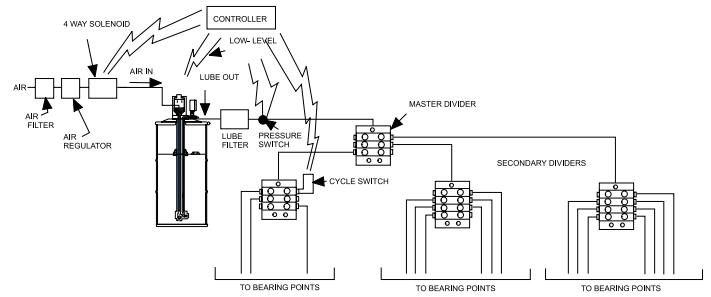 CONTROLLER
4 WAY SOLENOID
LOW- LEVEL
AIR IN
LUBE OUT
AIR
AIR
FILTER
AIR
REGULATOR
LUBE
FILTER
PRESSURE
SWITCH
MASTER DIVIDER
SECONDARY DIVIDERS
CYCLE SWITCH
TO BEARING POINTS
TO BEARING POINTS
TO BEARING POINTS